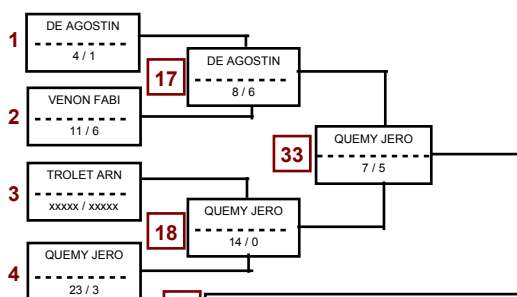 1
DE AGOSTIN
4 / 1
17
DE AGOSTIN
8 / 6
2
VENON FABI
11 / 6
33
QUEMY JERO
7 / 5
3
TROLET ARN
xxxxx / xxxxx
18
QUEMY JERO
14 / 0
4
QUEMY JERO
23 / 3